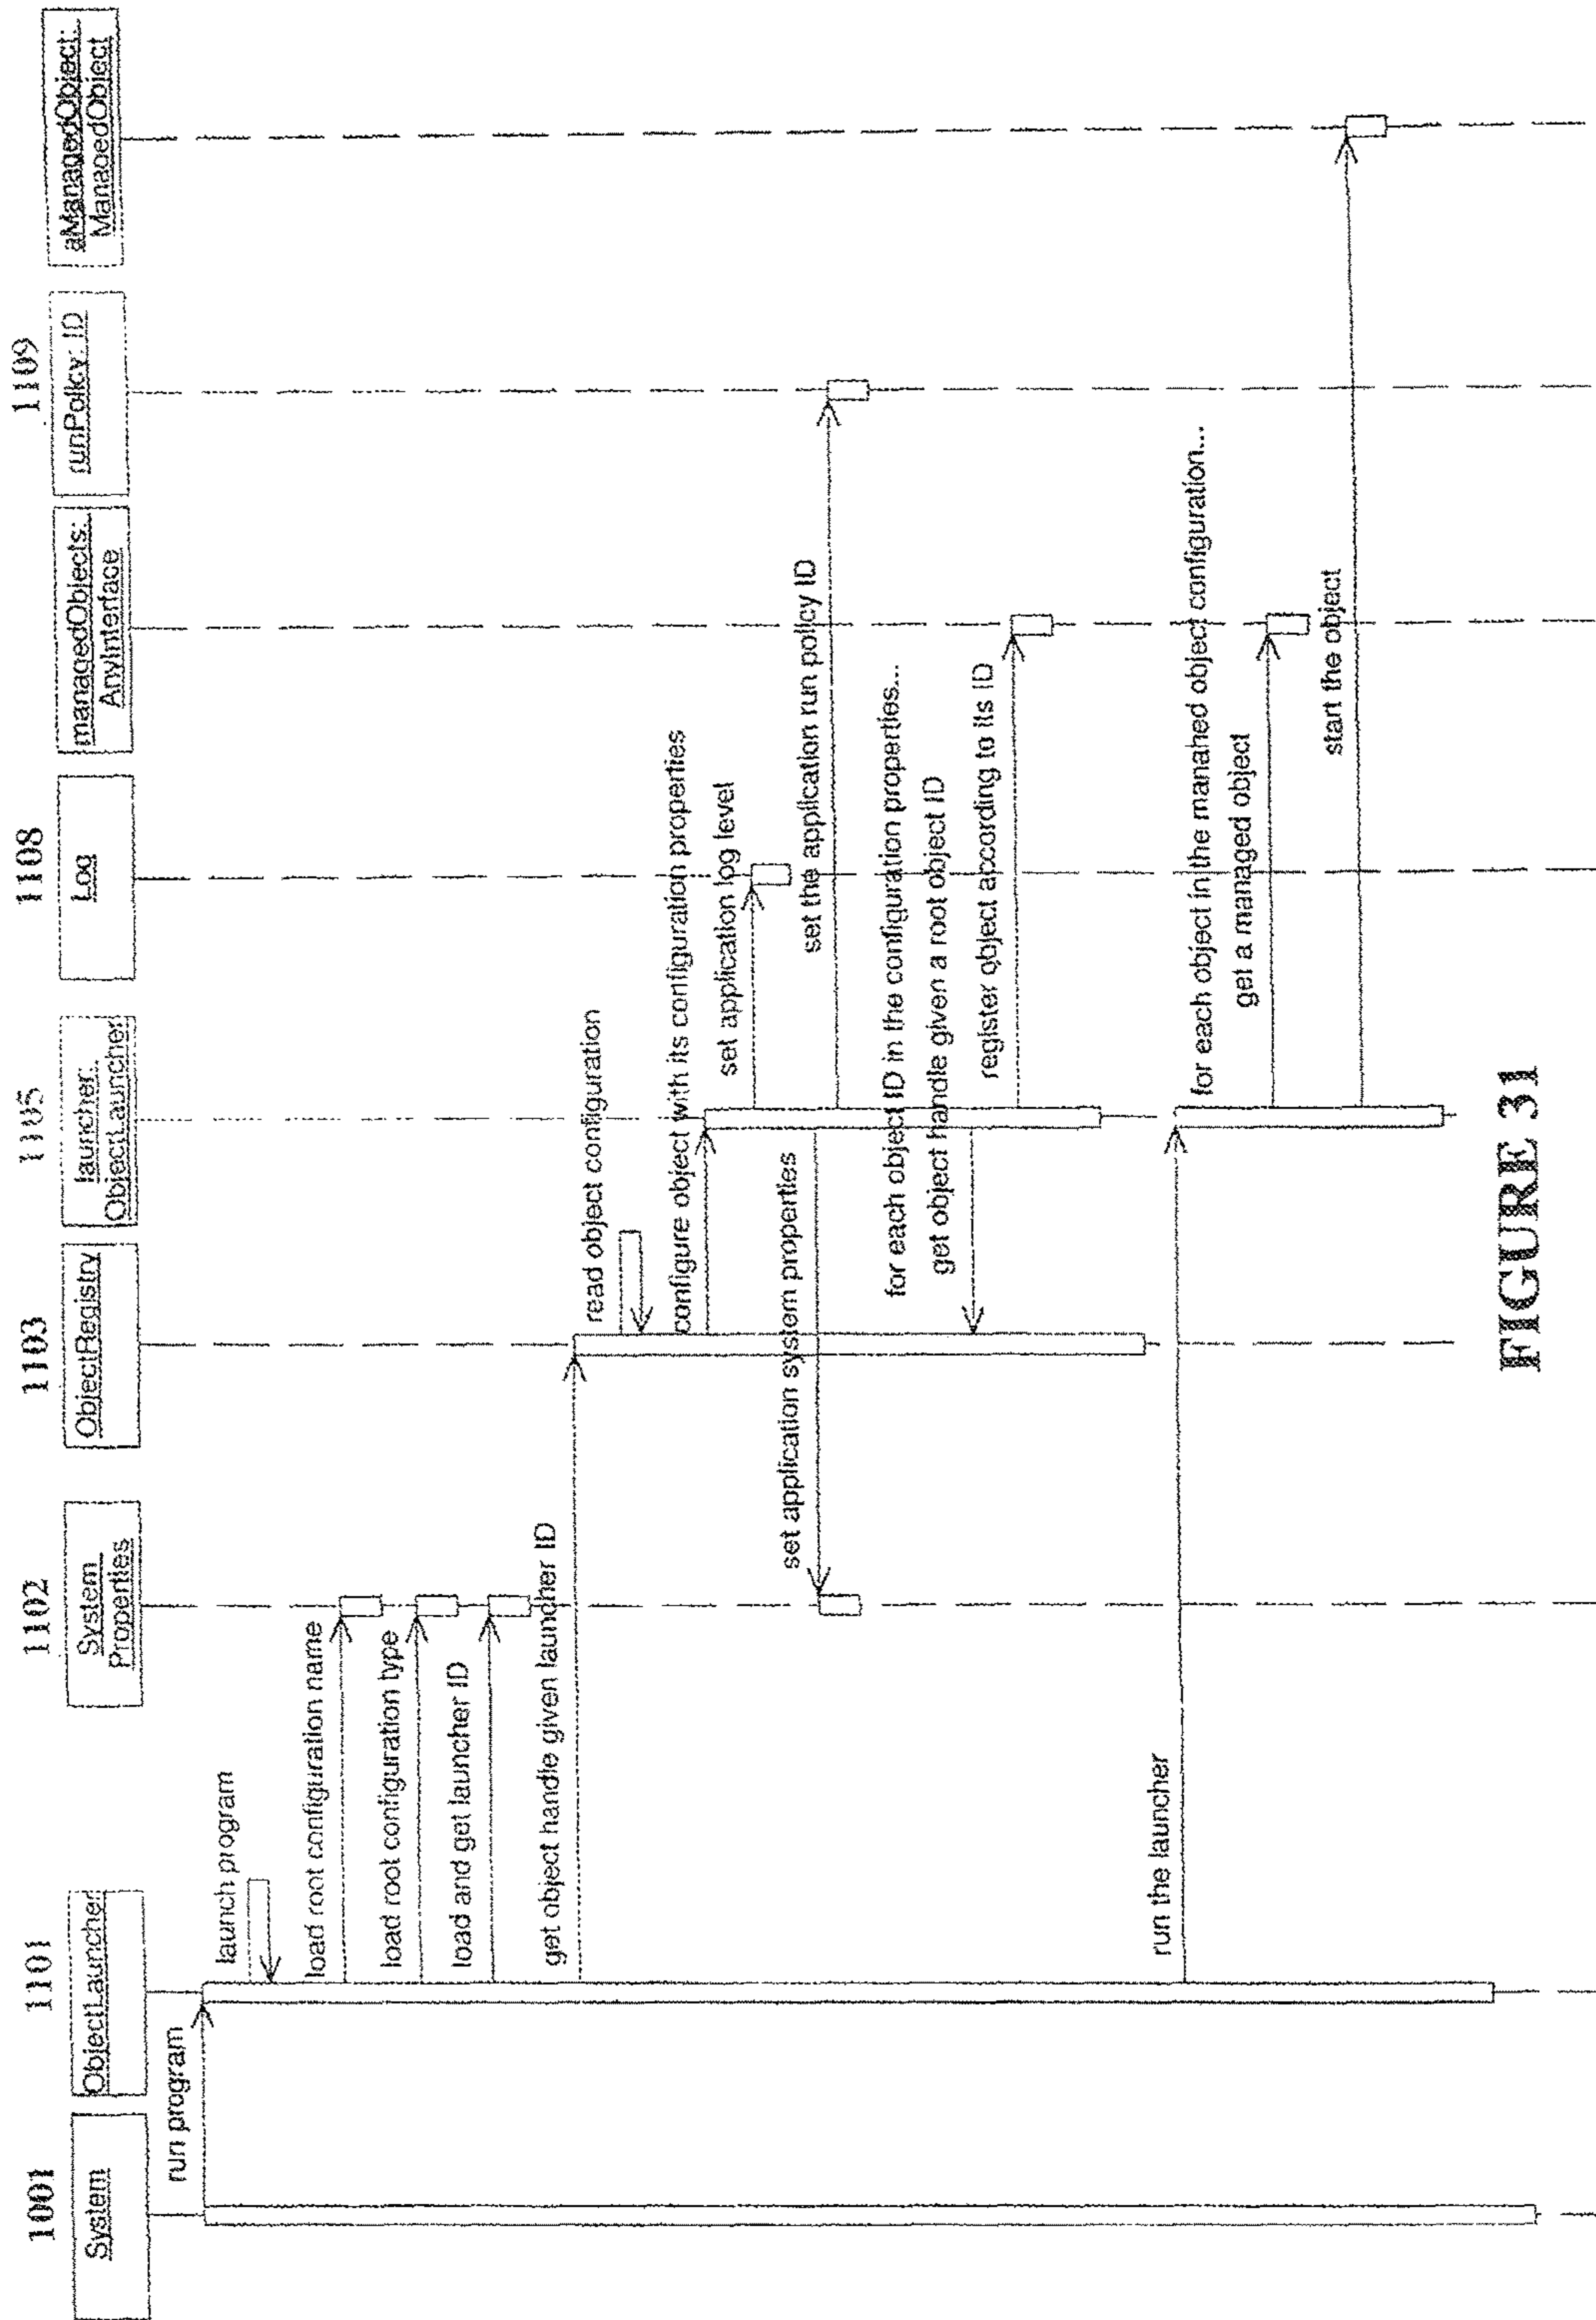 1001
System
1101
ObjectLauncher
1102
System
Properties
1103
ObjectRegistry
1105
launcher:
ObjectLauncher
1108
Log
managedObjects:
AnyInterface
1109
runPolicy: ID
aManagedObject:
ManagedObject
run program
launch program
load root configuration name
load root configuration type
load and get launcher ID
get object handle given launcher ID
read object configuration
configure object with its configuration properties
set application log level
set application system properties
set the application run policy ID
for each object ID in the configuration properties...
get object handle given a root object ID
register object according to its ID
run the launcher
for each object in the manahed object configuration...
get a managed object
start the object
FIGURE 31